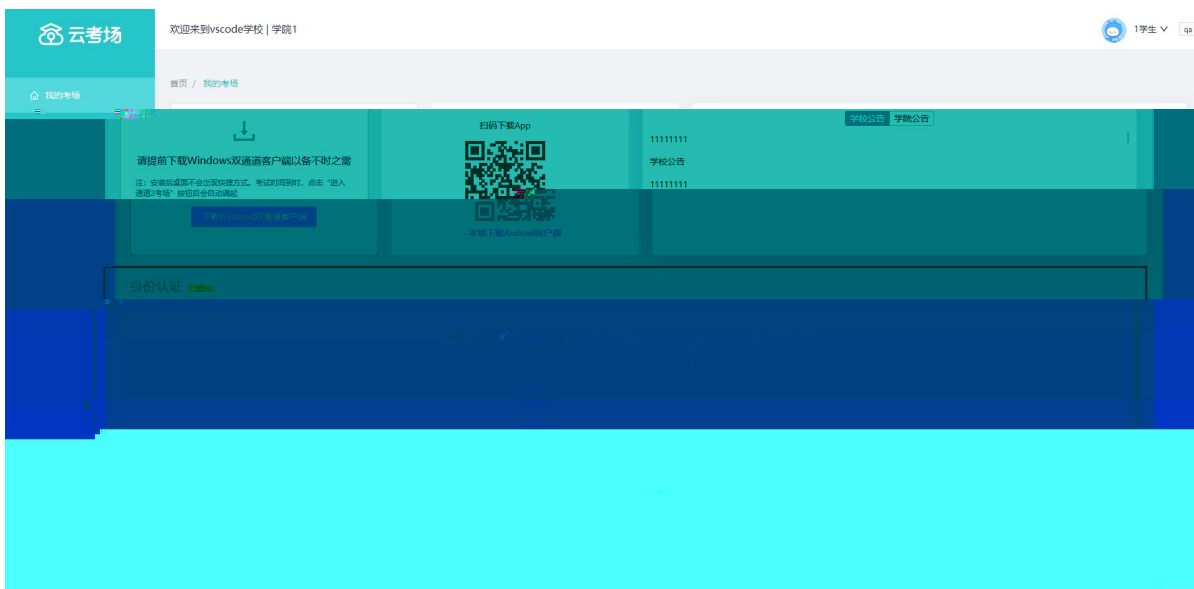 云考场
欢迎来到vscode学校 | 学院1
1学生
qa
首页 / 我的考场
我的考场
扫码下载App
学校公告 学院公告
11111111
请提前下载Windows双通道客户端以备不时之需
学校公告
注：安装后桌面不会出现快捷方式。考试时间到时，点击“进入
通道2考场”按钮后会自动调起
11111111
下载Windows双通道客户端
本地下载Android客户端
身份认证